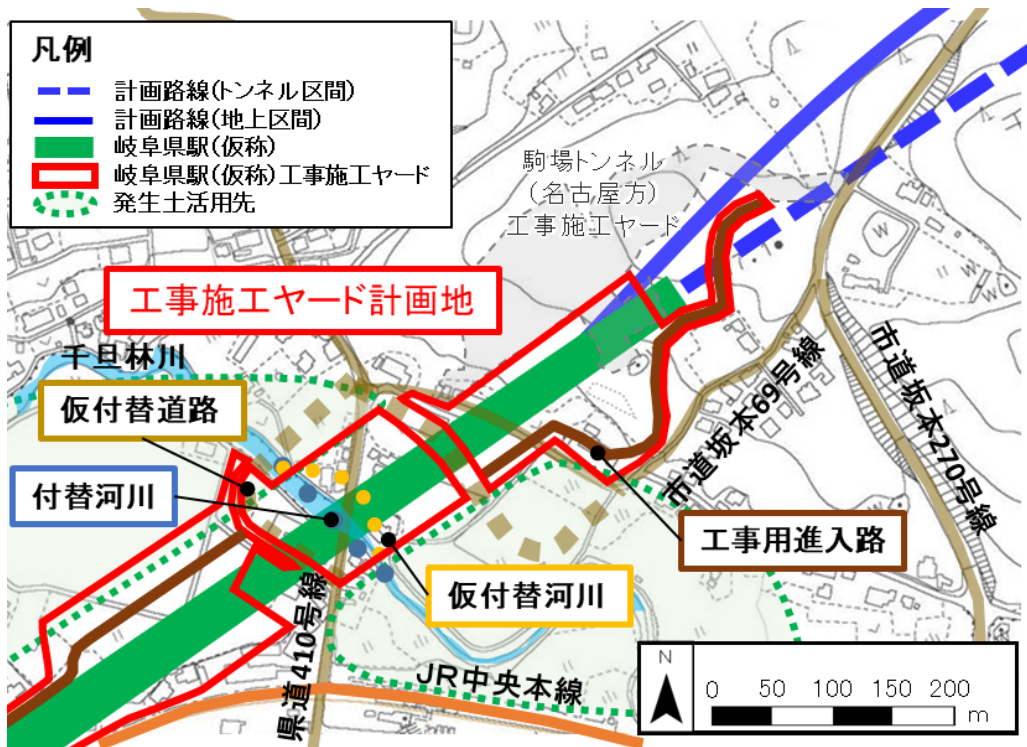 凡例
計画路線(トンネル区間)
計画路線(地上区間)
岐阜県駅(仮称)
岐阜県駅(仮称)工事施工ヤード
発生土活用先
駒場トンネル
(名古屋方)
工事施工ヤード
工事施工ヤード計画地
千旦林川
仮付替道路
付替河川
市道坂本69号線
市道坂本270号線
工事用進入路
仮付替河川
県道410号線
JR中央本線
N
0 50 100 150 200
m